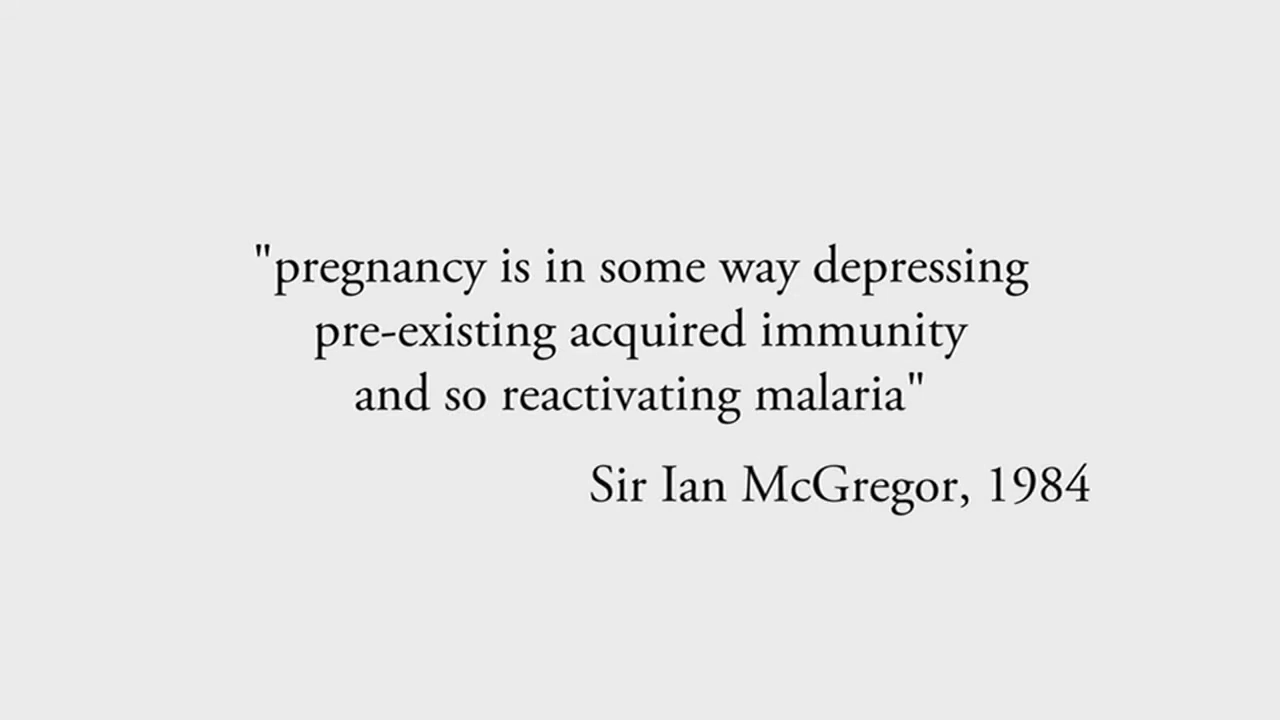 "pregnancy is in some way depressing
pre-existing acquired immunity
and so reactivating malaria"
Sir Ian McGregor, 1984